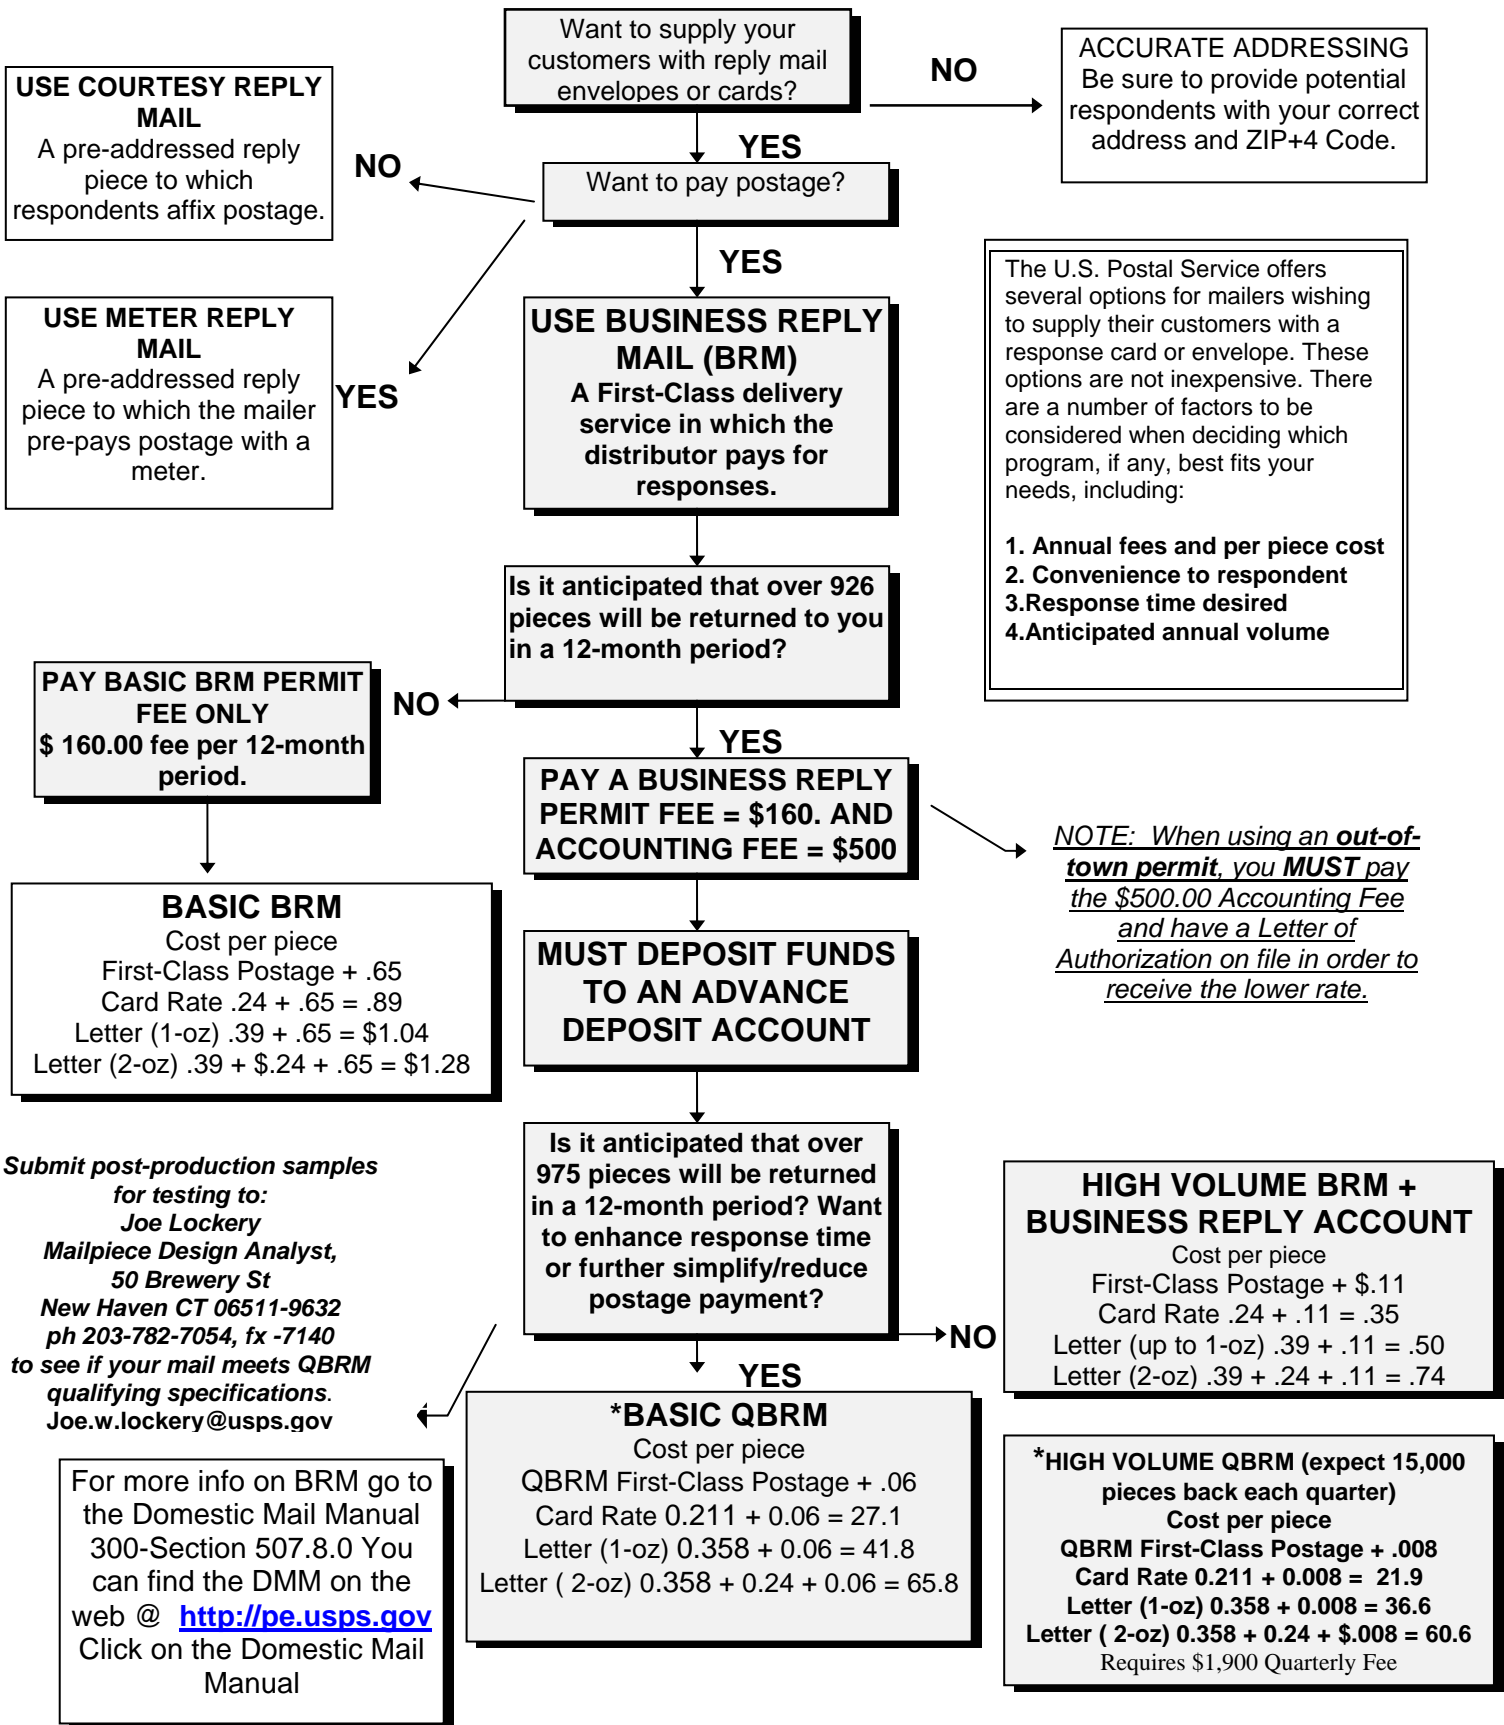 Want to supply your
customers with reply mail
envelopes or cards?
NO
ACCURATE ADDRESSING
Be sure to provide potential
respondents with your correct
address and ZIP+4 Code.
USE COURTESY REPLY
MAIL
A pre-addressed reply
piece to which
respondents affix postage.
NO
YES
Want to pay postage?
YES
USE METER REPLY
MAIL
A pre-addressed reply
piece to which the mailer
pre-pays postage with a
meter.
YES
USE BUSINESS REPLY
MAIL (BRM)
A First-Class delivery
service in which the
distributor pays for
responses.
The U.S. Postal Service offers
several options for mailers wishing
to supply their customers with a
response card or envelope. These
options are not inexpensive. There
are a number of factors to be
considered when deciding which
program, if any, best fits your
needs, including:
1. Annual fees and per piece cost
2. Convenience to respondent
3.Response time desired
4.Anticipated annual volume
Is it anticipated that over 926
pieces will be returned to you
in a 12-month period?
NO
PAY BASIC BRM PERMIT
FEE ONLY
$ 160.00 fee per 12-month
period.
YES
PAY A BUSINESS REPLY
PERMIT FEE = $160. AND
ACCOUNTING FEE = $500
NOTE: When using an out-of-
town permit, you MUST pay
the $500.00 Accounting Fee
and have a Letter of
Authorization on file in order to
receive the lower rate.
BASIC BRM
Cost per piece
First-Class Postage + .65
Card Rate .24 + .65 = .89
Letter (1-oz) .39 + .65 = $1.04
Letter (2-oz) .39 + $.24 + .65 = $1.28
MUST DEPOSIT FUNDS
TO AN ADVANCE
DEPOSIT ACCOUNT
Is it anticipated that over
975 pieces will be returned
in a 12-month period? Want
to enhance response time
or further simplify/reduce
postage payment?
Submit post-production samples
for testing to:
Joe Lockery
Mailpiece Design Analyst,
50 Brewery St
New Haven CT 06511-9632
ph 203-782-7054, fx -7140
to see if your mail meets QBRM
qualifying specifications.
Joe.w.lockery@usps.gov
NO
HIGH VOLUME BRM +
BUSINESS REPLY ACCOUNT
Cost per piece
First-Class Postage + $.11
Card Rate .24 + .11 = .35
Letter (up to 1-oz) .39 + .11 = .50
Letter (2-oz) .39 + .24 + .11 = .74
YES
*BASIC QBRM
Cost per piece
QBRM First-Class Postage + .06
Card Rate 0.211 + 0.06 = 27.1
Letter (1-oz) 0.358 + 0.06 = 41.8
Letter ( 2-oz) 0.358 + 0.24 + 0.06 = 65.8
*HIGH VOLUME QBRM (expect 15,000
pieces back each quarter)
Cost per piece
QBRM First-Class Postage + .008
Card Rate 0.211 + 0.008 = 21.9
Letter (1-oz) 0.358 + 0.008 = 36.6
Letter ( 2-oz) 0.358 + 0.24 + $.008 = 60.6
Requires $1,900 Quarterly Fee
For more info on BRM go to
the Domestic Mail Manual
300-Section 507.8.0 You
can find the DMM on the
web @ http://pe.usps.gov
Click on the Domestic Mail
Manual